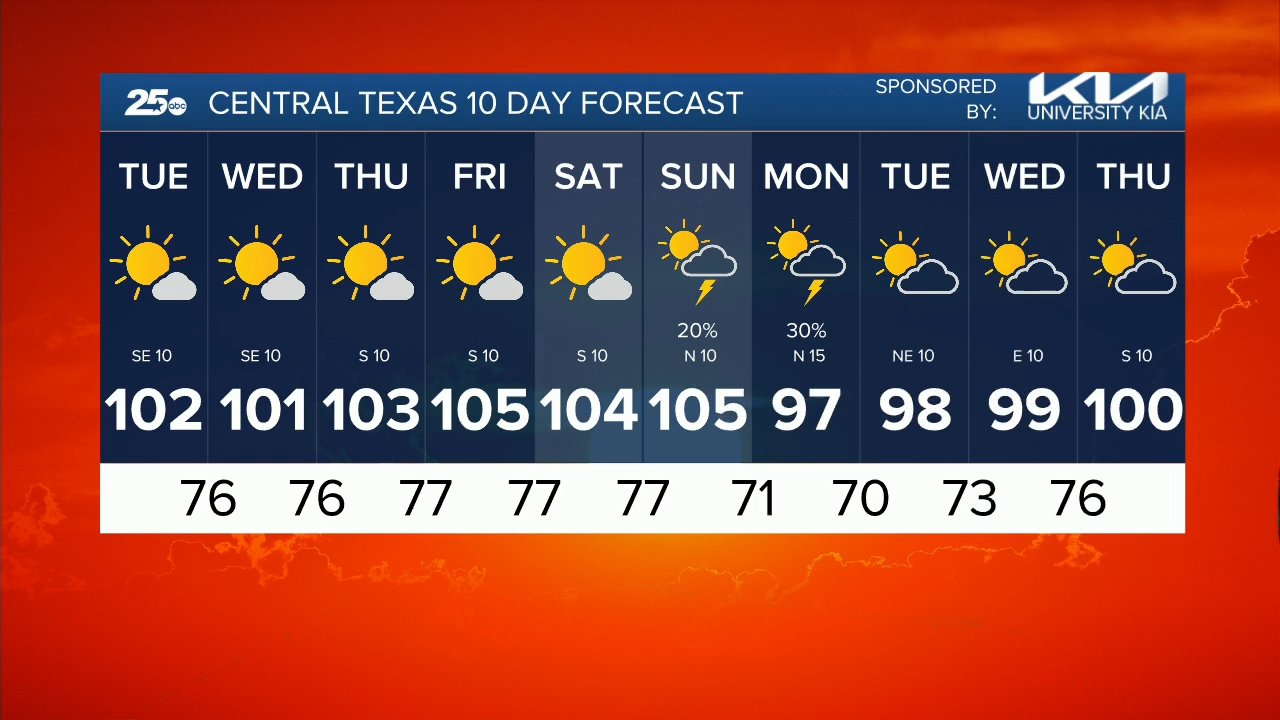 25 abc CENTRAL TEXAS 10 DAY FORECAST
SPONSORED
BY:
KIA
UNIVERSITY KIA
TUE WED THU FRI SAT SUN MON TUE WED THU
20% 30%
SE 10 SE 10 S 10 S 10 S 10 N 10 N 15 NE 10 E 10 S 10
102 101 103 105 104 105 97 98 99 100
76 76 77 77 77 71 70 73 76